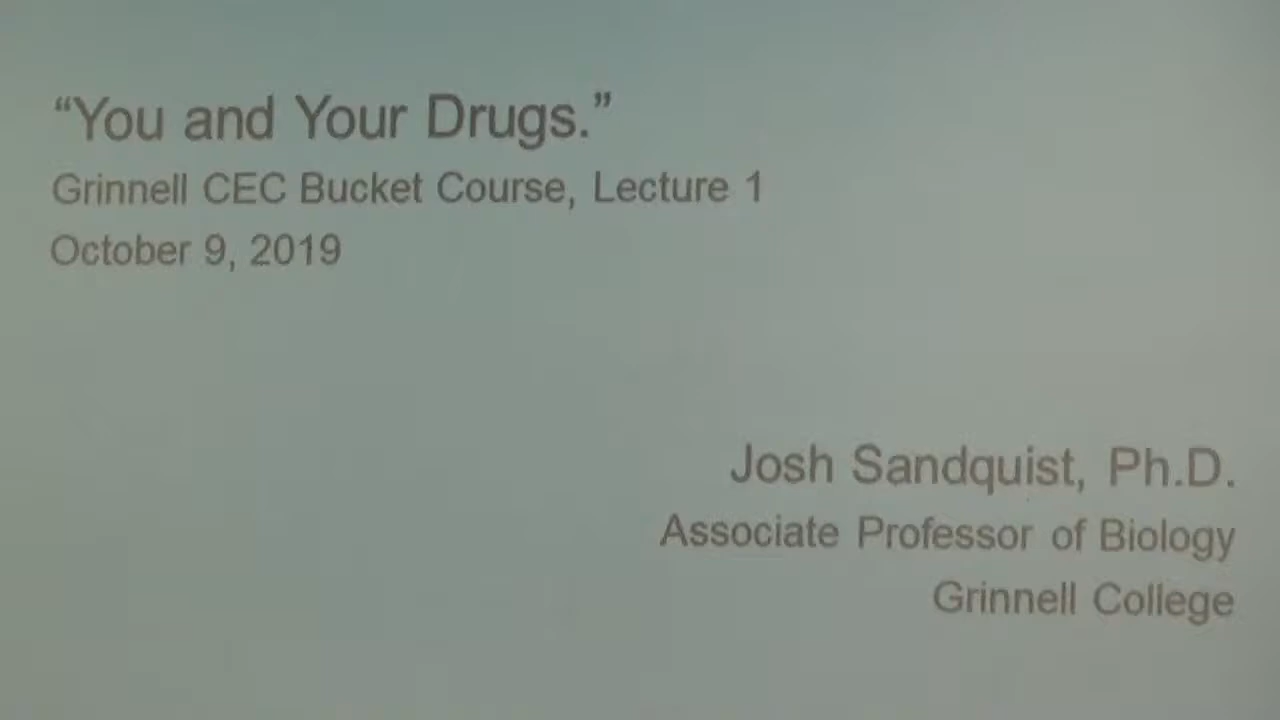 “You and Your Drugs.”
Grinnell CEC Bucket Course, Lecture 1
October 9, 2019
Josh Sandquist, Ph.D.
Associate Professor of Biology
Grinnell College